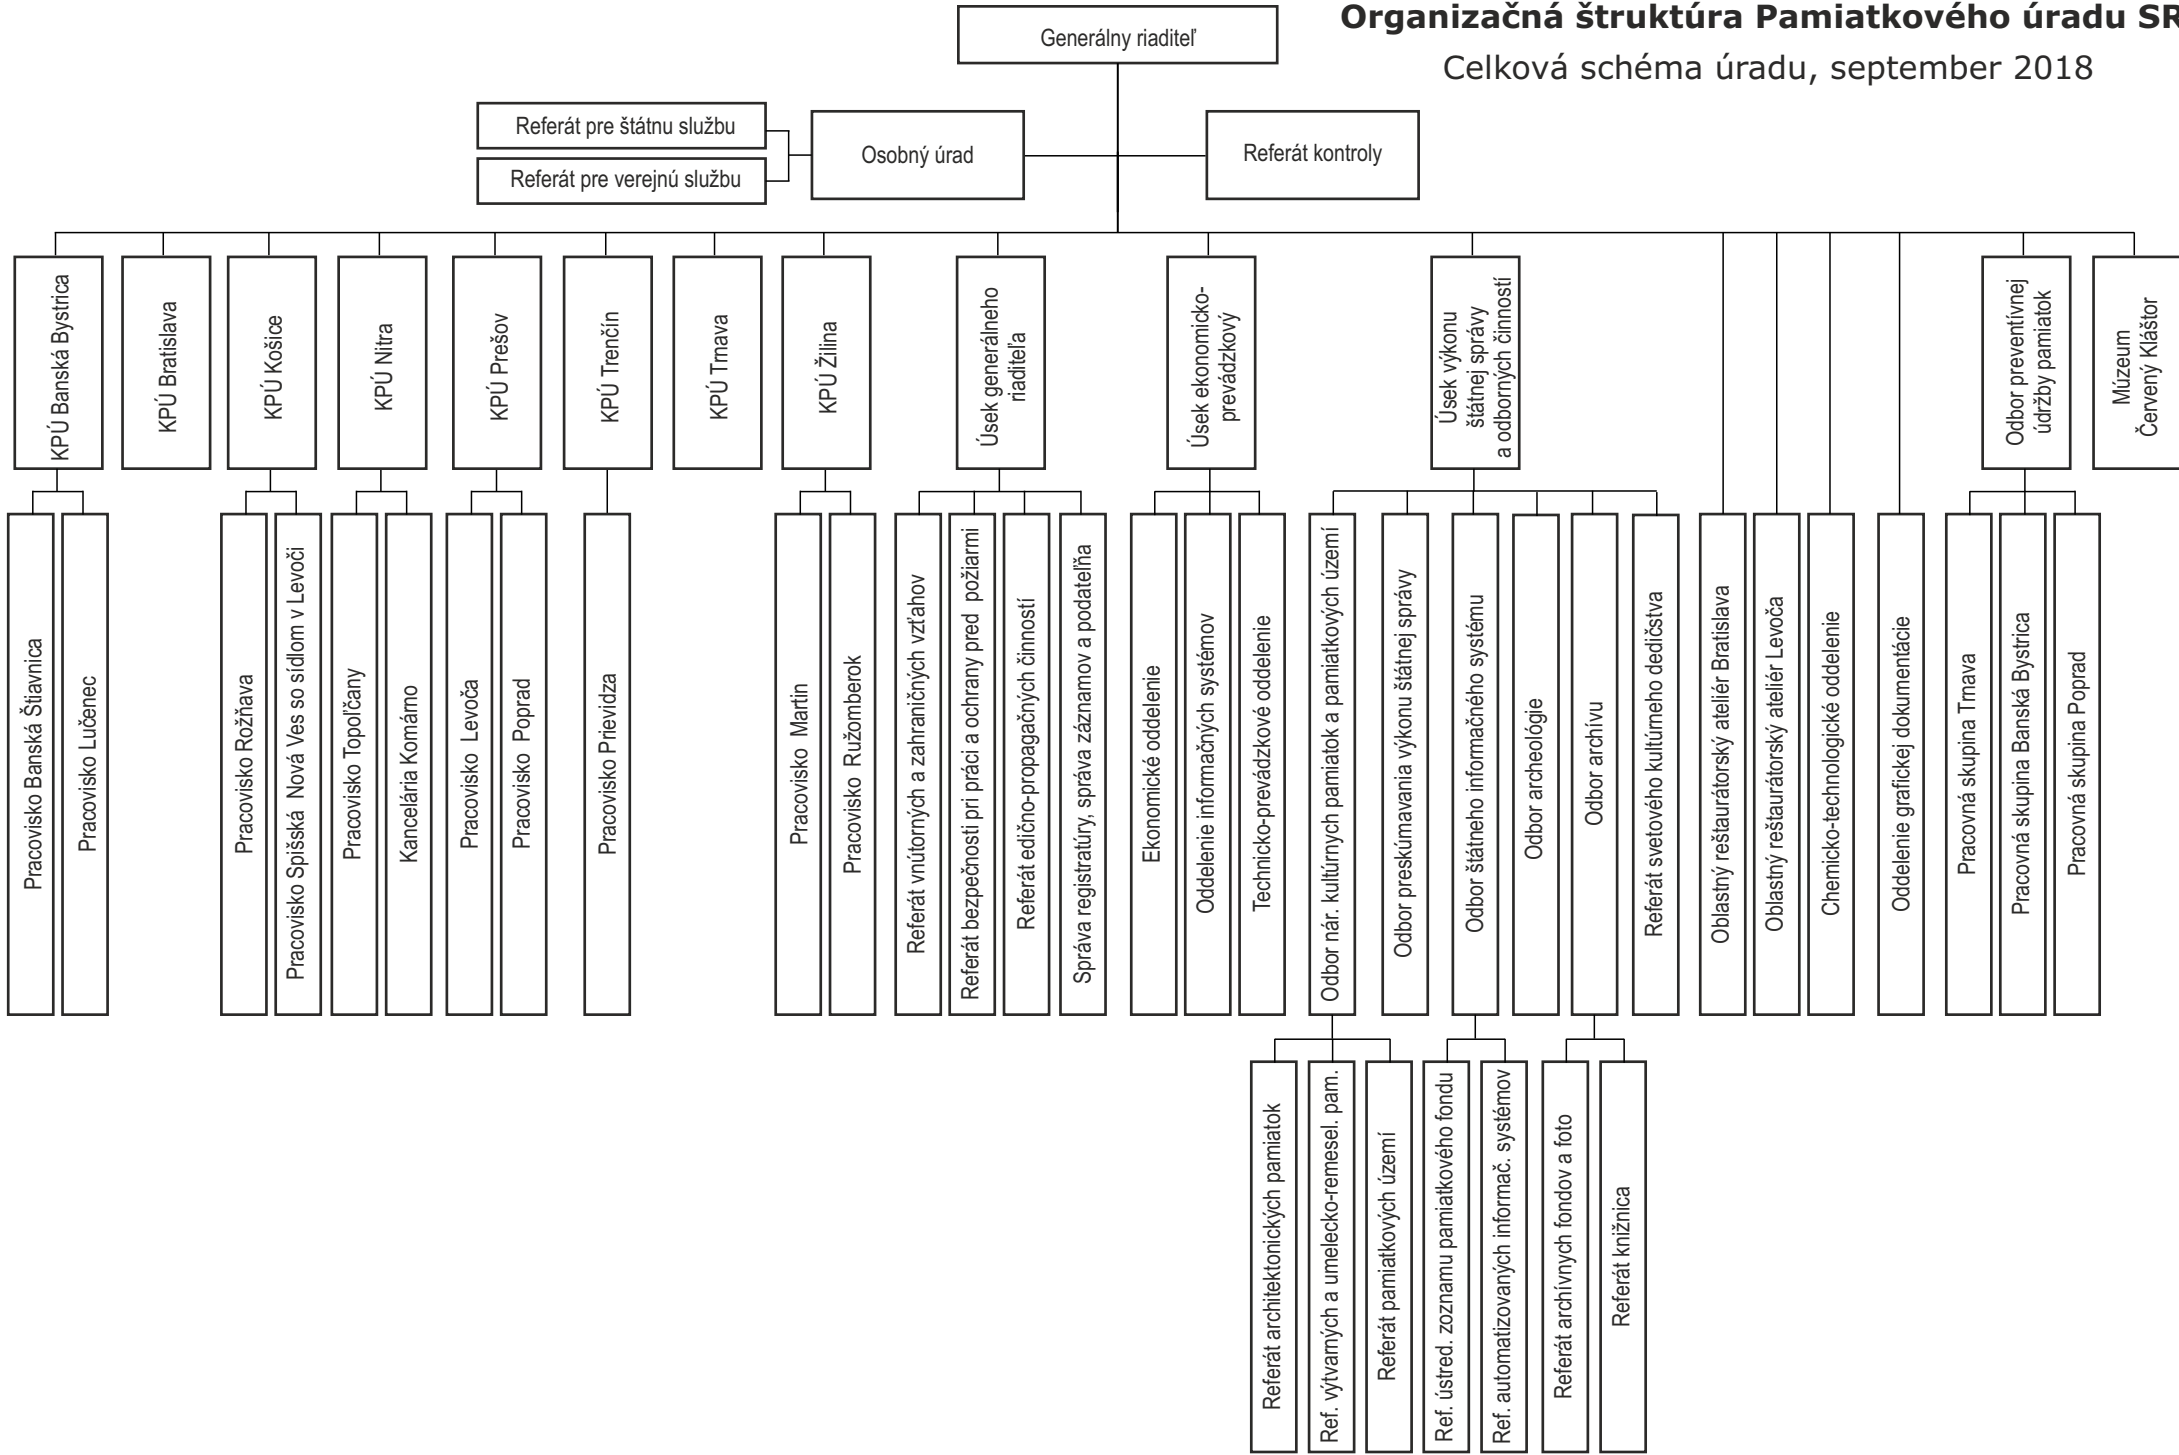 Organizačná štruktúra Pamiatkového úradu SR
Celková schéma úradu, september 2018
Generálny riaditeľ
Referát pre štátnu službu
Referát pre verejnú službu
Osobný úrad
Referát kontroly
KPÚ Banská Bystrica
KPÚ Bratislava
KPÚ Košice
KPÚ Nitra
KPÚ Prešov
KPÚ Trenčín
KPÚ Trnava
KPÚ Žilina
Úsek generálneho
riaditeľa
Úsek ekonomicko-
prevádzkový
Úsek výkonu
štátnej správy
a odborných činností
Odbor preventívnej
údržby pamiatok
Múzeum
Červený Kláštor
Pracovisko Banská Štiavnica
Pracovisko Lučenec
Pracovisko Rožňava
Pracovisko Spišská Nová Ves so sídlom v Levoči
Pracovisko Topoľčany
Kancelária Komárno
Pracovisko Levoča
Pracovisko Poprad
Pracovisko Prievidza
Pracovisko Martin
Pracovisko Ružomberok
Referát vnútorných a zahraničných vzťahov
Referát bezpečnosti pri práci a ochrany pred požiarmi
Referát edično-propagačných činností
Správa registratúry, správa záznamov a podateľňa
Ekonomické oddelenie
Oddelenie informačných systémov
Technicko-prevádzkové oddelenie
Odbor nár. kultúrnych pamiatok a pamiatkových území
Odbor preskúmavania výkonu štátnej správy
Odbor štátneho informačného systému
Odbor archeológie
Odbor archívu
Referát svetového kultúrneho dedičstva
Oblastný reštaurátorský ateliér Bratislava
Oblastný reštaurátorský ateliér Levoča
Chemicko-technologické oddelenie
Oddelenie grafickej dokumentácie
Pracovná skupina Trnava
Pracovná skupina Banská Bystrica
Pracovná skupina Poprad
Referát architektonických pamiatok
Ref. výtvarných a umelecko-remesel. pam.
Referát pamiatkových území
Ref. ústred. zoznamu pamiatkového fondu
Ref. automatizovaných informač. systémov
Referát archívnych fondov a foto
Referát knižnica